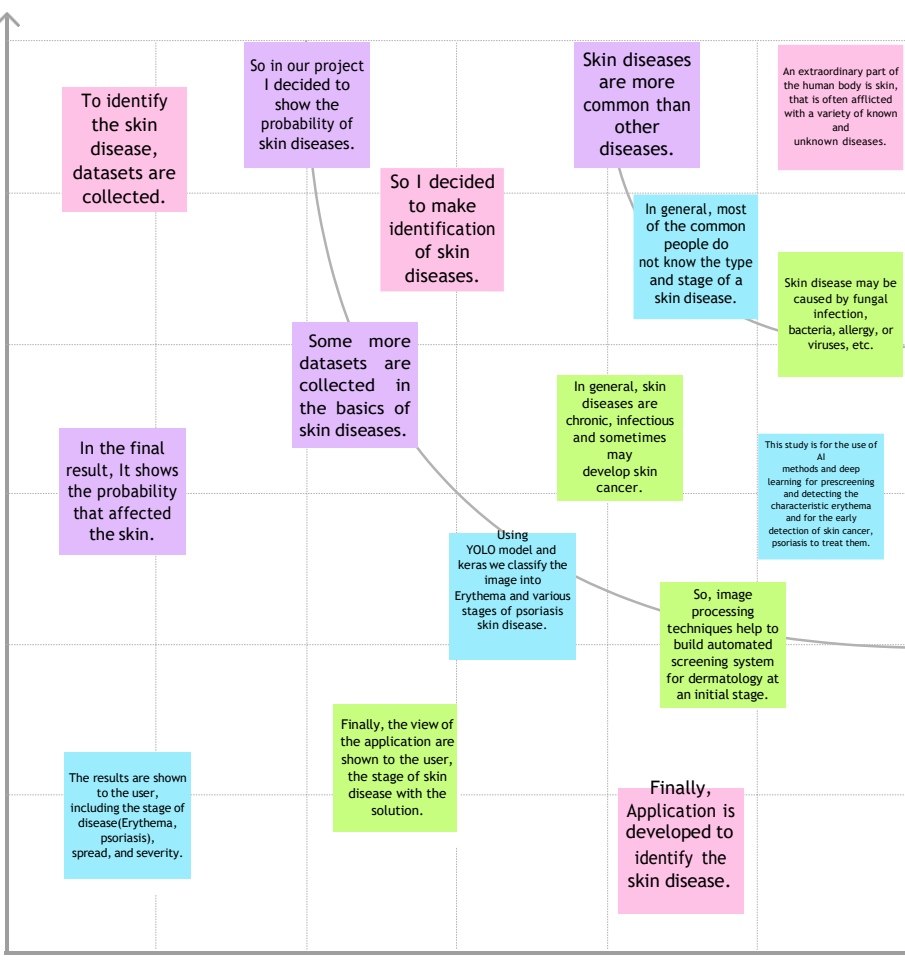 To identify
the skin
disease,
datasets are
collected.
So in our project
I decided to
show the
probability of
skin diseases.
So I decided
to make
identification
of skin
diseases.
Skin diseases
are more
common than
other
diseases.
An extraordinary part of
the human body is skin,
that is often afflicted
with a variety of known
and
unknown diseases.
In general, most
of the common
people do
not know the type
and stage of a
skin disease.
Skin disease may be
caused by fungal
infection,
bacteria, allergy, or
viruses, etc.
Some more
datasets are
collected in
the basics of
skin diseases.
In general, skin
diseases are
chronic, infectious
and sometimes
may
develop skin
cancer.
In the final
result, It shows
the probability
that affected
the skin.
This study is for the use of
AI
methods and deep
learning for prescreening
and detecting the
characteristic erythema
and for the early
detection of skin cancer,
psoriasis to treat them.
Using
YOLO model and
keras we classify the
image into
Erythema and various
stages of psoriasis
skin disease.
So, image
processing
techniques help to
build automated
screening system
for dermatology at
an initial stage.
Finally, the view of
the application are
shown to the user,
the stage of skin
disease with the
solution.
The results are shown
to the user,
including the stage of
disease(Erythema,
psoriasis),
spread, and severity.
Finally,
Application is
developed to
identify the
skin disease.